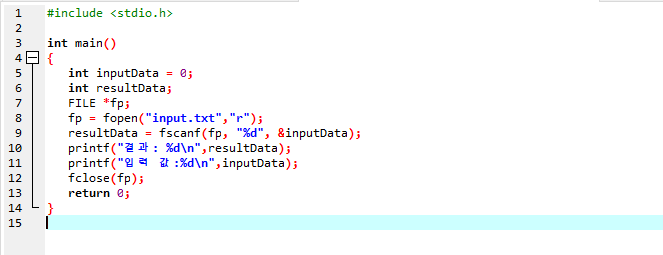 1 #include <stdio.h>
2
3 int main()
4 {
5 int inputData = 0;
6 int resultData;
7 FILE *fp;
8 fp = fopen("input.txt","r");
9 resultData = fscanf(fp, "%d", &inputData);
10 printf("결과: %d\n",resultData);
11 printf("입력 값:%d\n",inputData);
12 fclose(fp);
13 return 0;
14 }
15